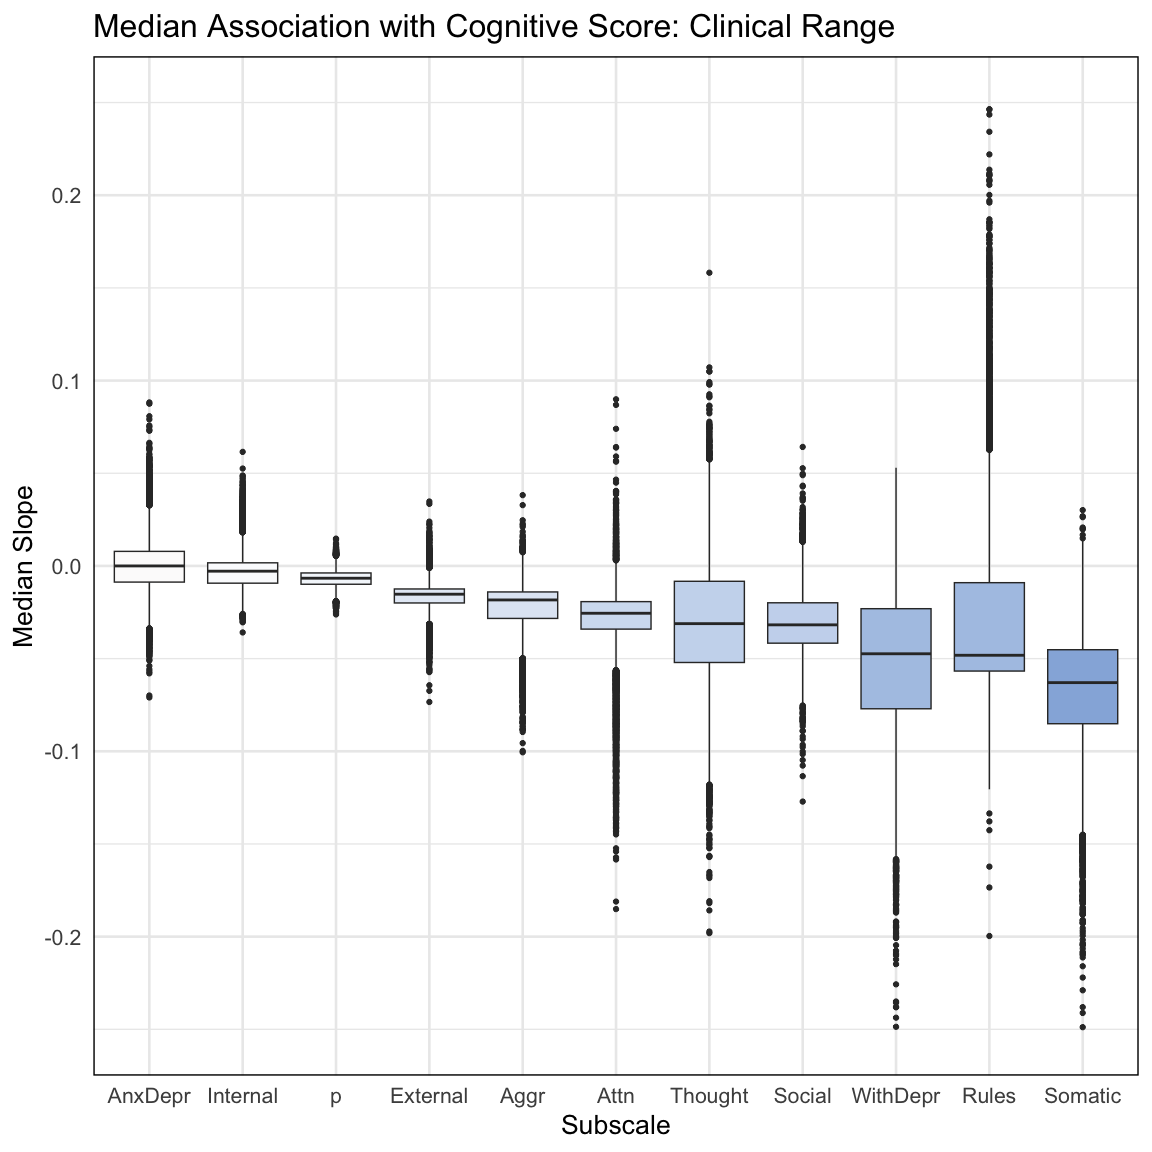 Median Association with Cognitive Score: Clinical Range
Median Slope
0.2
0.1
0.0
-0.1
-0.2
AnxDepr Internal p External Aggr Attn Thought Social WithDepr Rules Somatic
Subscale